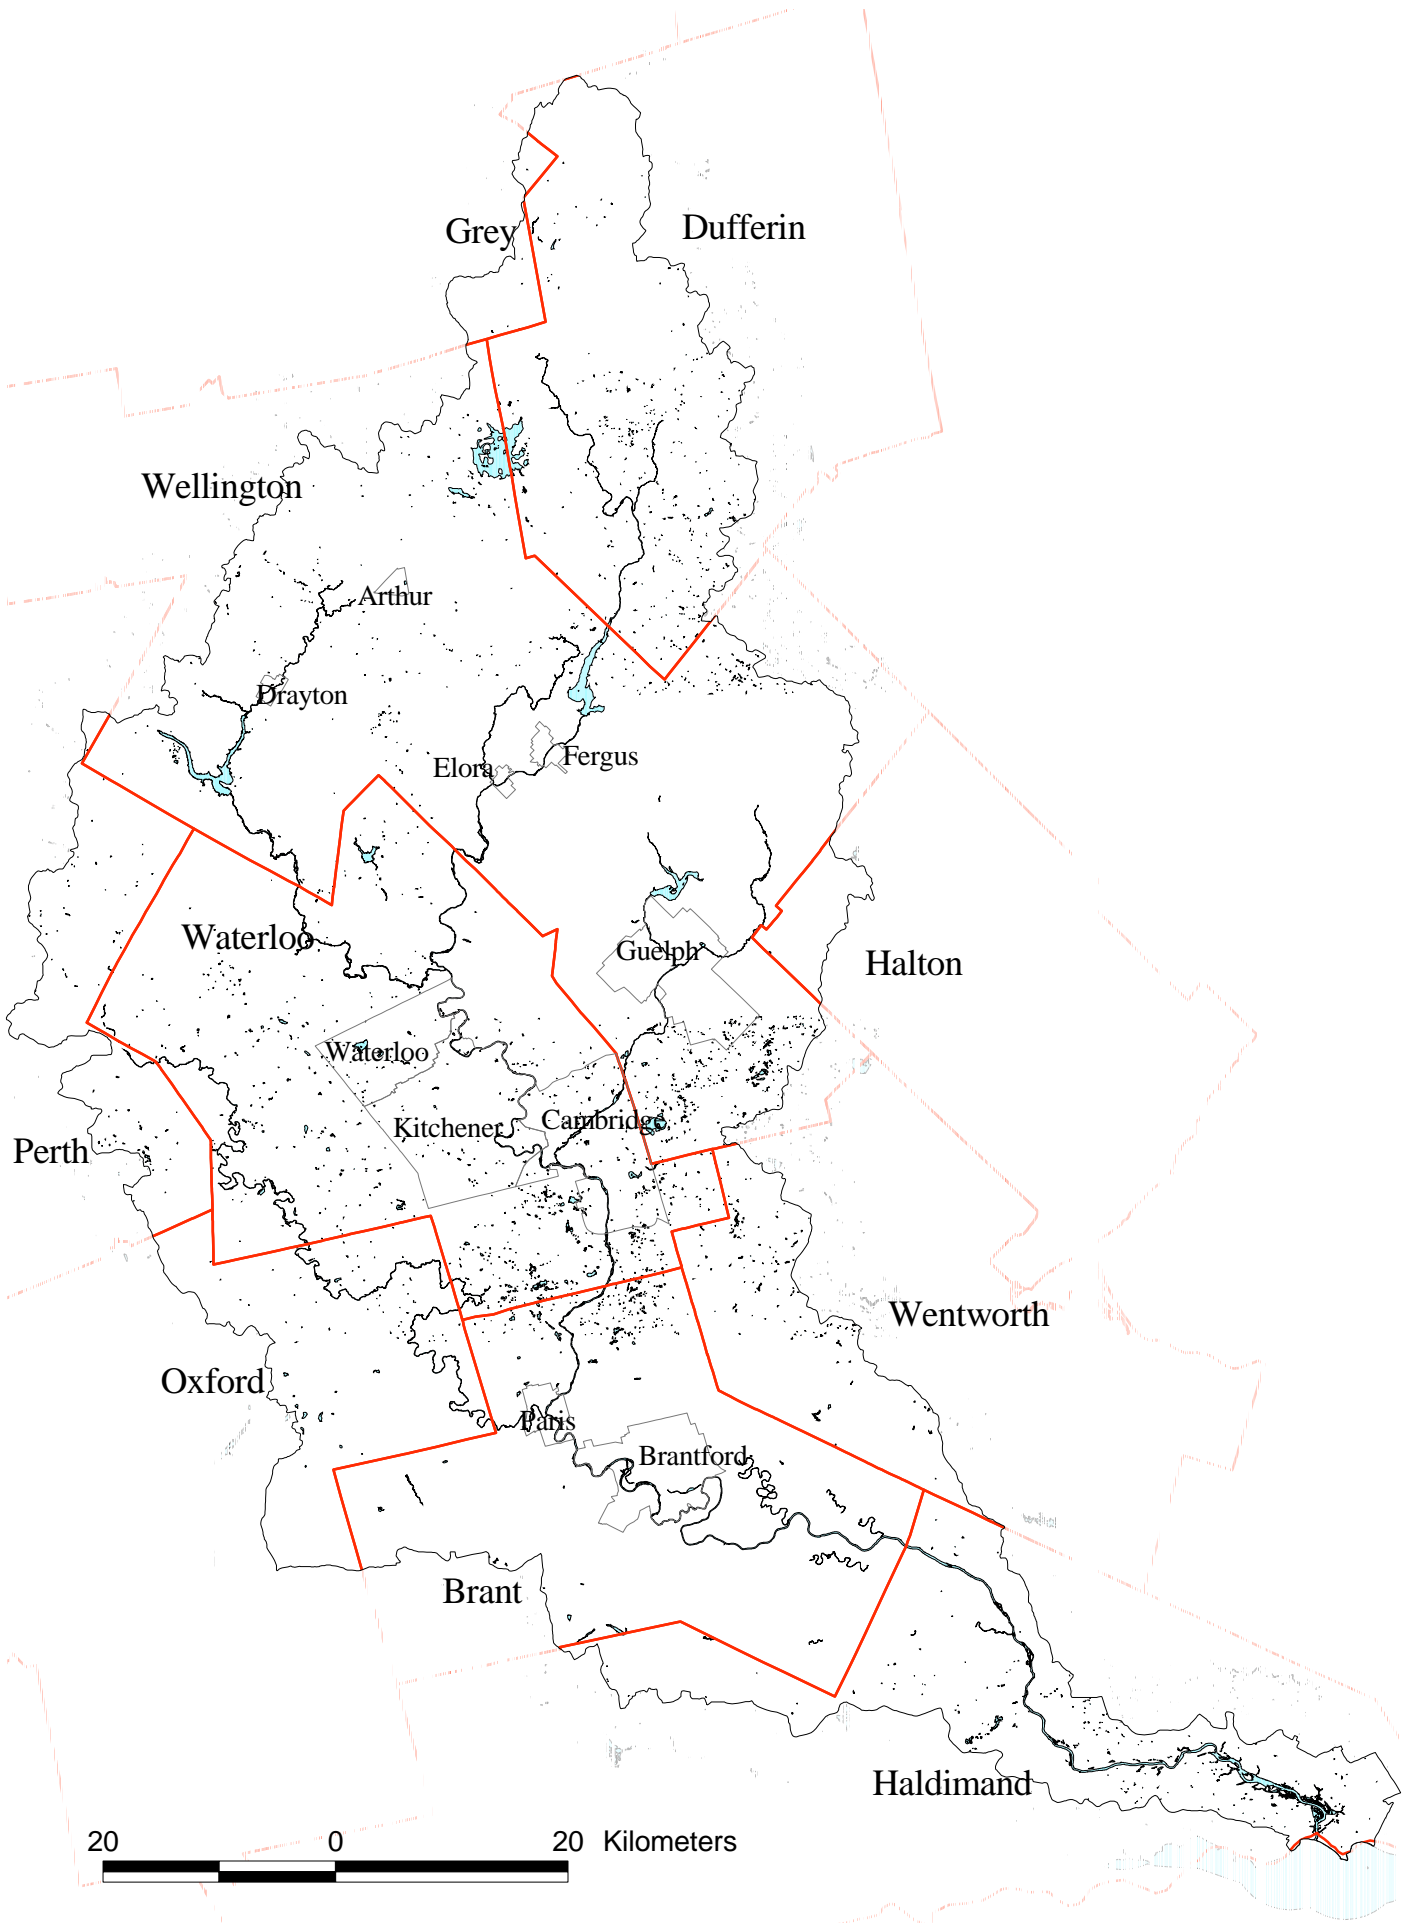 Grey
Dufferin
Wellington
Arthur
Drayton
Elora
Fergus
Waterloo
Guelph
Halton
Waterloo
Kitchener
Cambridge
Perth
Wentworth
Oxford
Paris
Brantford
Brant
Haldimand
20 0 20 Kilometers